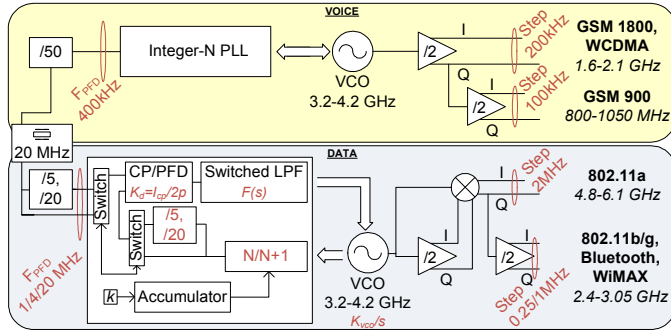 VOICE
/50
F_PFD
400kHz
Integer-N PLL
VCO
3.2-4.2 GHz
/2
I
Q
Step
200kHz
/2
Step
100kHz
Q
GSM 1800,
WCDMA
1.6-2.1 GHz
GSM 900
800-1050 MHz
20 MHz
DATA
/5,
/20
F_PFD
1/4/20 MHz
Switch
CP/PFD
K_d=I_cp/2p
Switched LPF
F(s)
Switch
/5,
/20
N/N+1
k
Accumulator
VCO
3.2-4.2 GHz
K_vco/s
/2
I
Q
I
Q
Step
2MHz
/2
Step
0.25/1MHz
802.11a
4.8-6.1 GHz
802.11b/g,
Bluetooth,
WiMAX
2.4-3.05 GHz